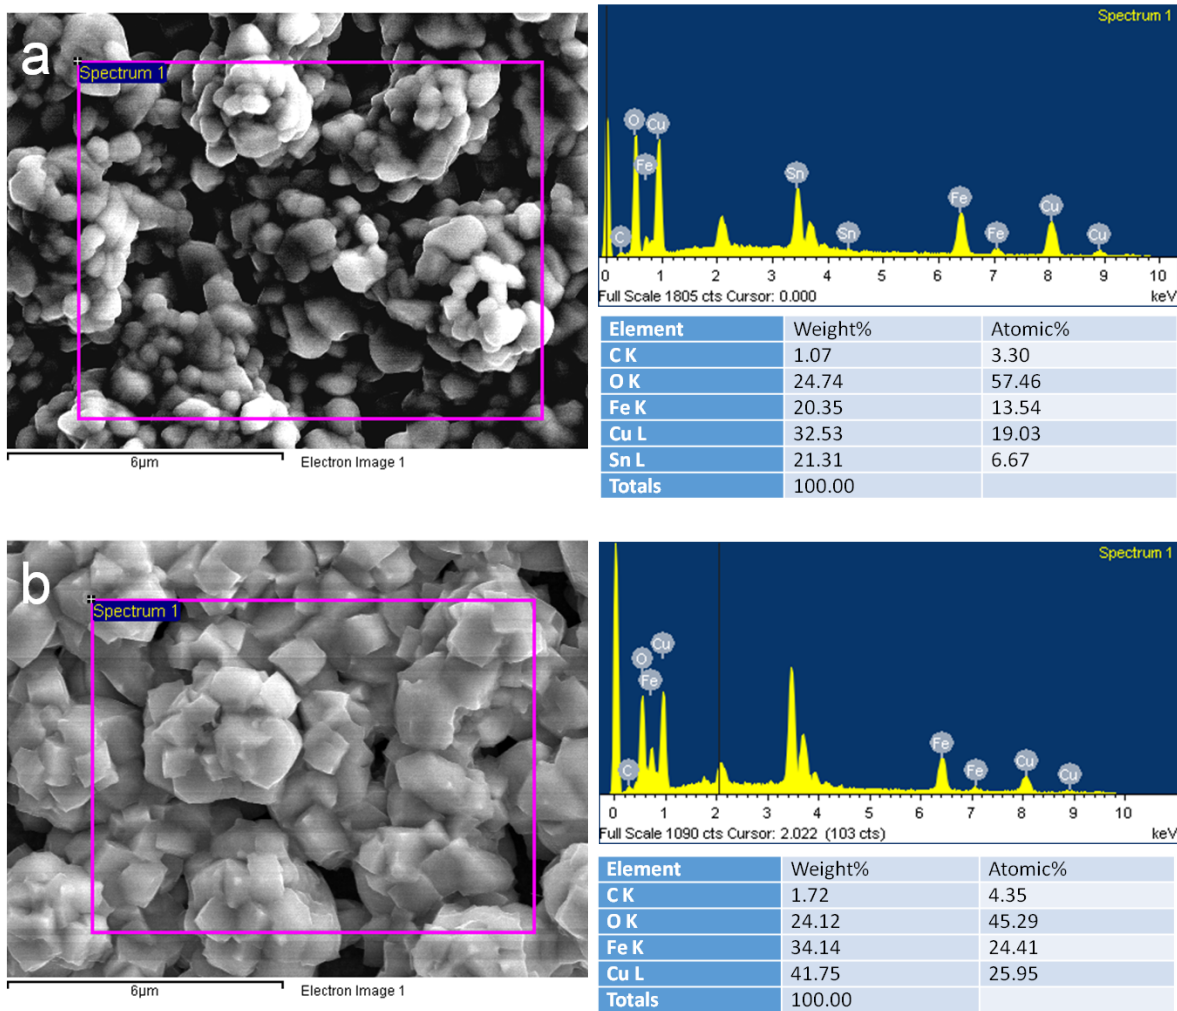 a
Spectrum 1
6µm Electron Image 1
Spectrum 1
O Cu
Fe
C
Sn
Sn
Fe
Fe
Cu
Cu
0 1 2 3 4 5 6 7 8 9 10
Full Scale 1805 cts Cursor: 0.000 keV
Element Weight% Atomic%
C K 1.07 3.30
O K 24.74 57.46
Fe K 20.35 13.54
Cu L 32.53 19.03
Sn L 21.31 6.67
Totals 100.00
b
Spectrum 1
6µm Electron Image 1
Spectrum 1
Cu
O
Fe
C
Fe
Fe
Cu
Cu
0 1 2 3 4 5 6 7 8 9 10
Full Scale 1090 cts Cursor: 2.022 (103 cts) keV
Element Weight% Atomic%
C K 1.72 4.35
O K 24.12 45.29
Fe K 34.14 24.41
Cu L 41.75 25.95
Totals 100.00